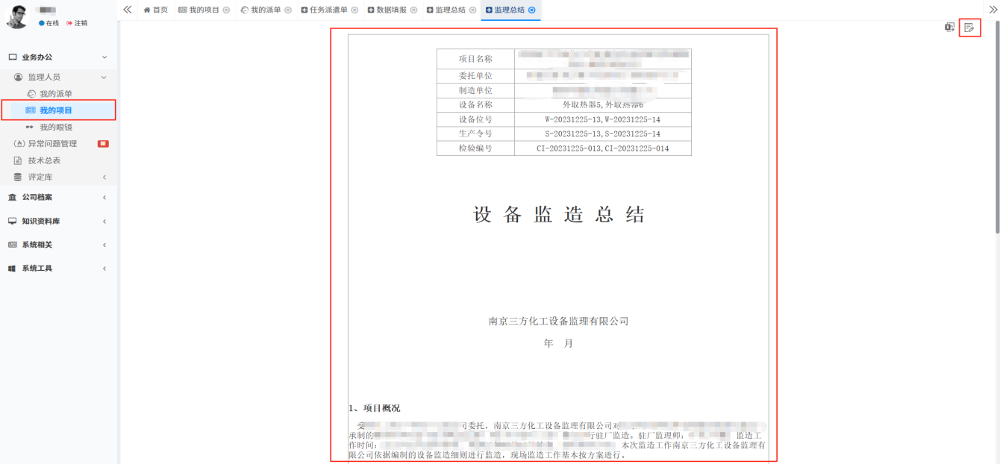 在线 注销
首页 我的项目 我的派单 任务派遣单 数据填报 监理总结 监理总结
业务办公
监理人员
我的派单
我的项目
我的眼镜
异常问题管理 新
技术总表
评定库
公司档案
知识资料库
系统相关
系统工具
项目名称
委托单位
制造单位
设备名称 外取热器5,外取热器6
设备位号 W-20231225-13,W-20231225-14
生产令号 S-20231225-13,S-20231225-14
检验编号 CI-20231225-013,CI-20231225-014
设备监造总结
南京三方化工设备监理有限公司
年 月
1、项目概况
受 司委托，南京三方化工设备监理有限公司对
承制的 行驻厂监造。驻厂监理师： 监造工
作时间： 本次监造工作南京三方化工设备监理有
限公司依据编制的设备监造细则进行监造，现场监造工作基本按方案进行。